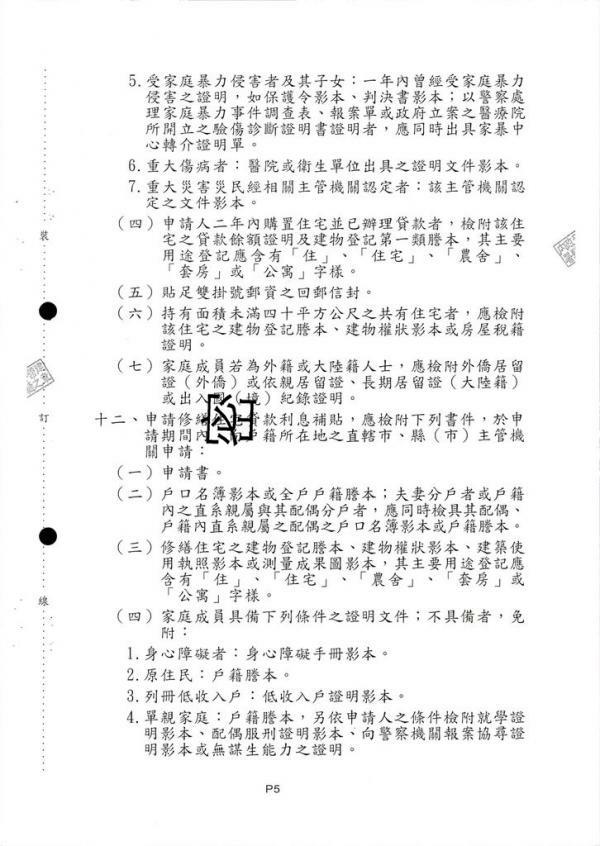 5.受家庭暴力侵害者及其子女：一年內曾經受家庭暴力
侵害之證明，如保護令影本、判決書影本；以警察處
理家庭暴力事件調查表、報案單或政府立案之醫療院
所開立之驗傷診斷證明書證明者，應同時出具家暴中
心轉介證明單。
6.重大傷病者：醫院或衛生單位出具之證明文件影本。
7.重大災害災民經相關主管機關認定者：該主管機關認
定之文件影本。
（四）申請人二年內購置住宅並已辦理貸款者，檢附該住
宅之貸款餘額證明及建物登記第一類謄本，其主要
用途登記應含有「住」、「住宅」、「農舍」、
「套房」或「公寓」字樣。
（五）貼足雙掛號郵資之回郵信封。
（六）持有面積未滿四十平方公尺之共有住宅者，應檢附
該住宅之建物登記謄本、建物權狀影本或房屋稅籍
證明。
（七）家庭成員若為外籍或大陸籍人士，應檢附外僑居留
證（外僑）或依親居留證、長期居留證（大陸籍）
或出入國（境）紀錄證明。
十二、申請修繕住宅貸款利息補貼，應檢附下列書件，於申
請期間內 戶籍所在地之直轄市、縣（市）主管機
關申請：
（一）申請書。
（二）戶口名簿影本或全戶戶籍謄本；夫妻分戶者或戶籍
內之直系親屬與其配偶分戶者，應同時檢具其配偶、
戶籍內直系親屬之配偶之戶口名簿影本或戶籍謄本。
（三）修繕住宅之建物登記謄本、建物權狀影本、建築使
用執照影本或測量成果圖影本，其主要用途登記應
含有「住」、「住宅」、「農舍」、「套房」或
「公寓」字樣。
（四）家庭成員具備下列條件之證明文件；不具備者，免
附：
1.身心障礙者：身心障礙手冊影本。
2.原住民：戶籍謄本。
3.列冊低收入戶：低收入戶證明影本。
4.單親家庭：戶籍謄本，另依申請人之條件檢附就學證
明影本、配偶服刑證明影本、向警察機關報案協尋證
明影本或無謀生能力之證明。
裝
訂
線
P5